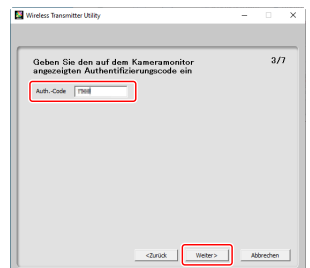 Wireless Transmitter Utility
Geben Sie den auf dem Kameramonitor 3/7
angezeigten Authentifizierungscode ein
Auth.-Code
<Zurück Weiter> Abbrechen